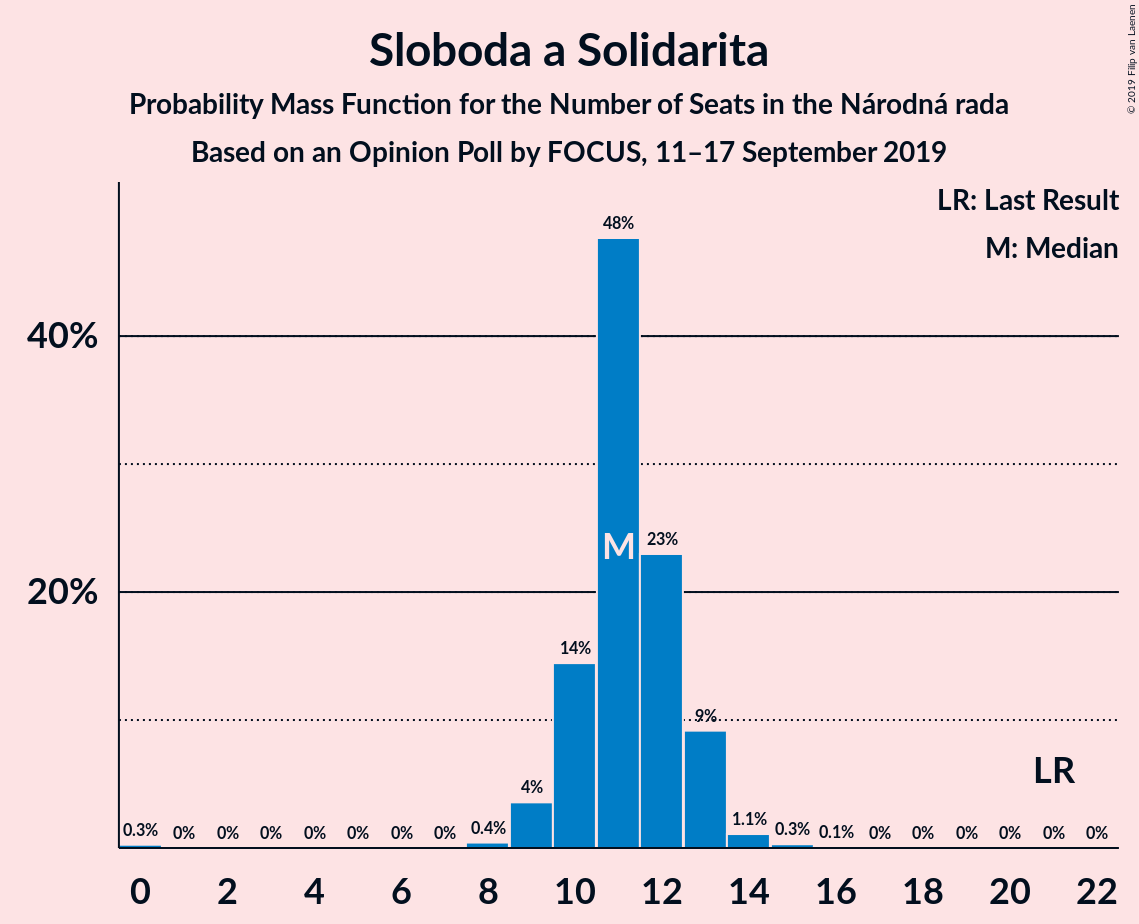 Sloboda a Solidarita
Probability Mass Function for the Number of Seats in the Národná rada
Based on an Opinion Poll by FOCUS, 11–17 September 2019
© 2019 Filip van Laenen
LR: Last Result
M: Median
48%
40%
M
23%
20%
14%
9%
LR
4%
0.3% 0% 0% 0% 0% 0% 0% 0% 0.4% 1.1% 0.3% 0.1% 0% 0% 0% 0% 0% 0%
0 2 4 6 8 10 12 14 16 18 20 22